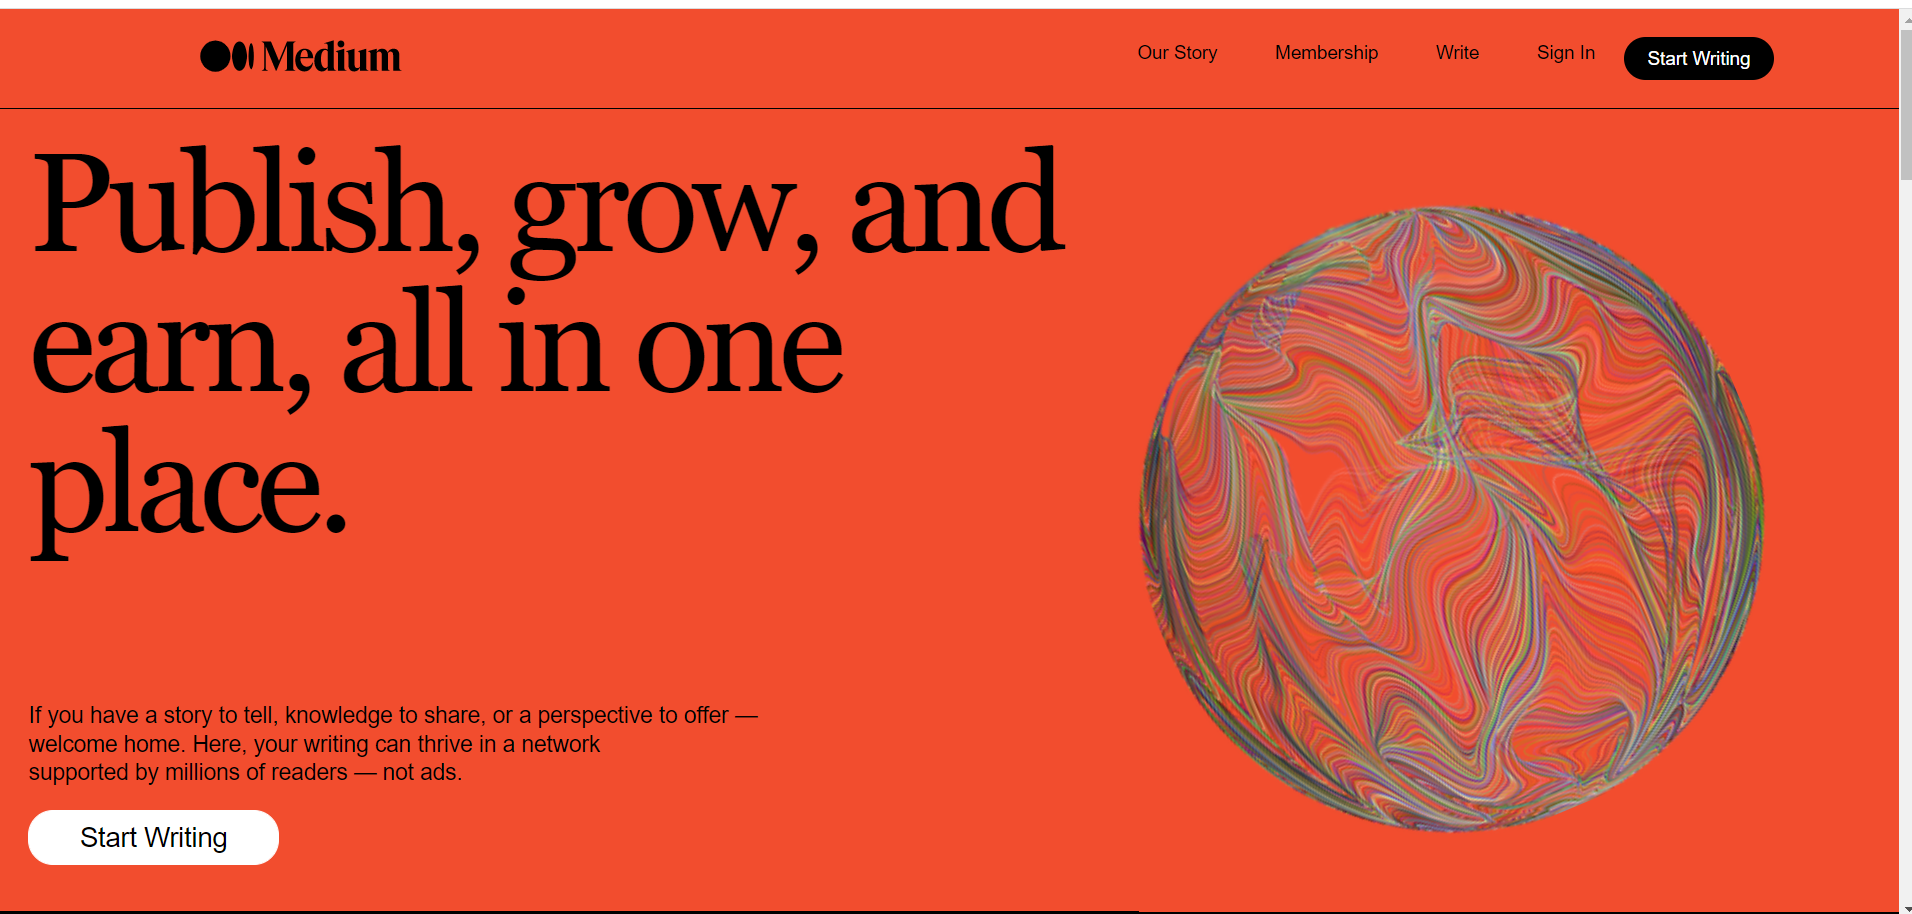 Medium
Our Story
Membership
Write
Sign In
Start Writing
Publish, grow, and
earn, all in one
place.
If you have a story to tell, knowledge to share, or a perspective to offer —
welcome home. Here, your writing can thrive in a network
supported by millions of readers — not ads.
Start Writing